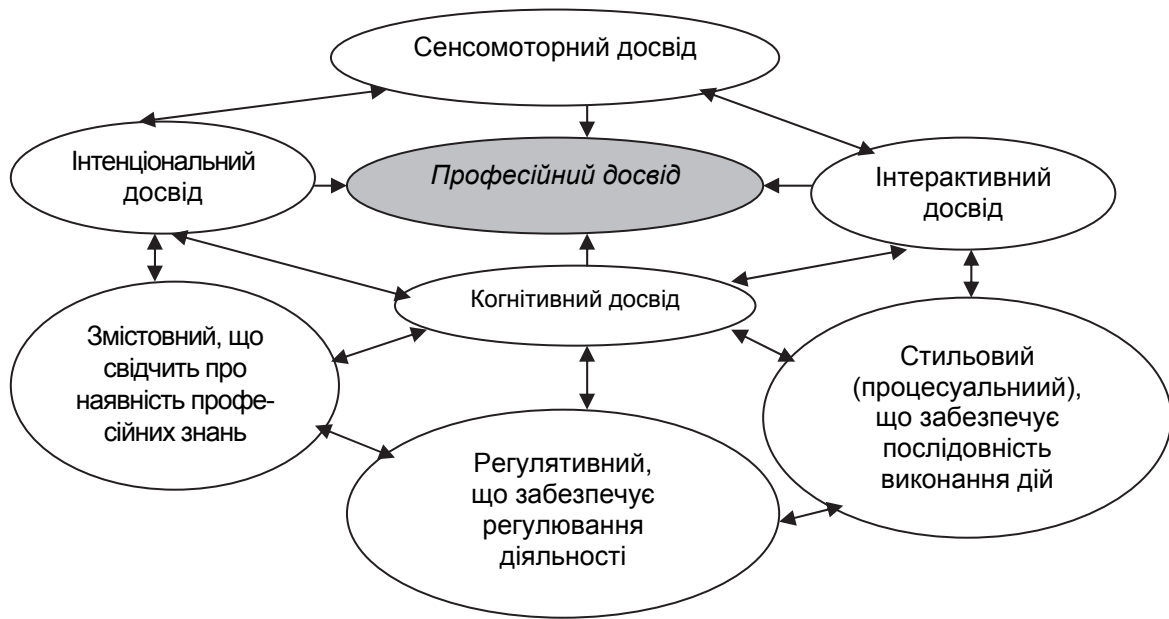 Сенсомоторний досвід
Інтенціональний
досвід
Професійний досвід
Інтерактивний
досвід
Когнітивний досвід
Змістовний, що
свідчить про
наявність профе-
сійних знань
Стильовий
(процесуальниий),
що забезпечує
послідовність
виконання дій
Регулятивний,
що забезпечує
регулювання
діяльності